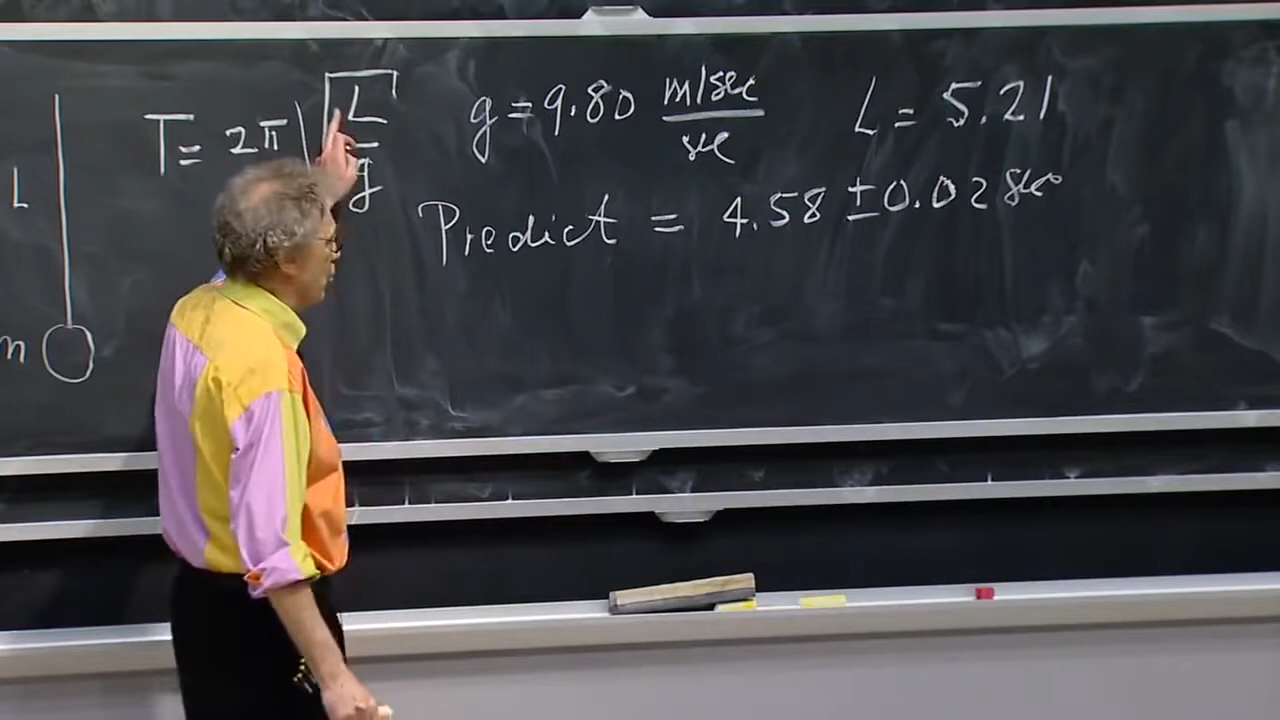 T = 2π √L/g g = 9.80 m/sec/sec L = 5.21
L
Predict = 4.58 ± 0.02 sec
m